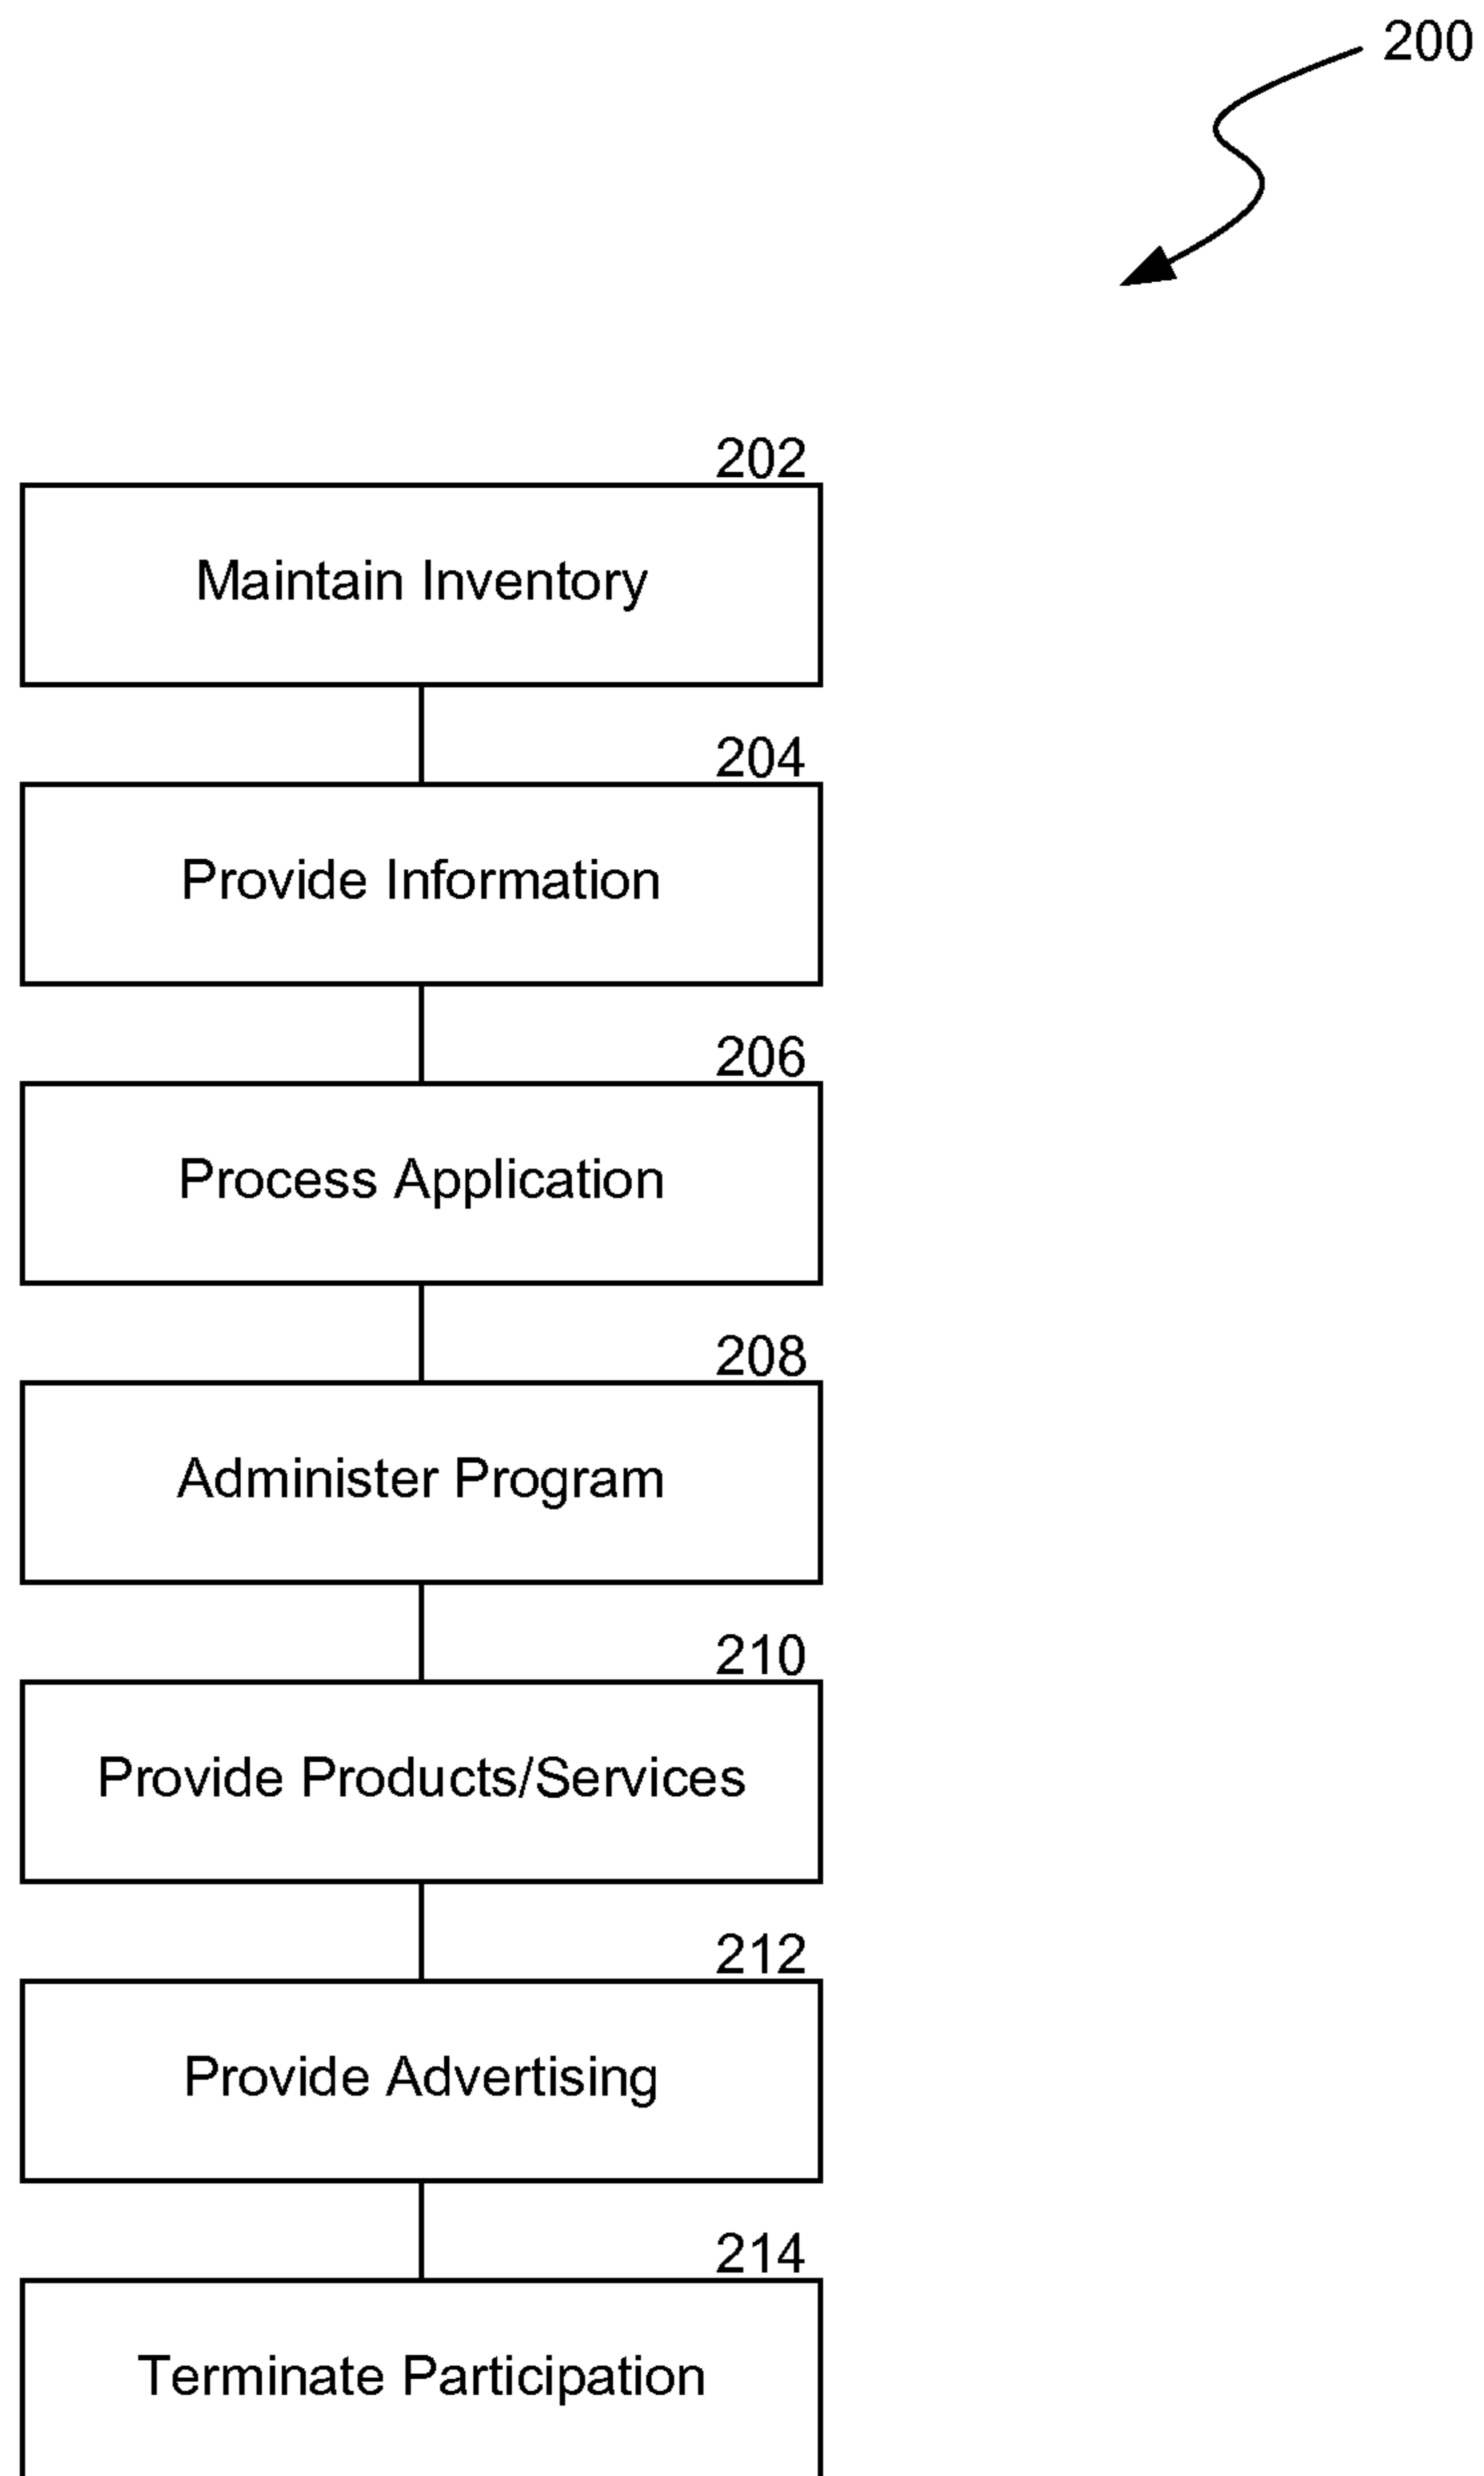 200
202
Maintain Inventory
204
Provide Information
206
Process Application
208
Administer Program
210
Provide Products/Services
212
Provide Advertising
214
Terminate Participation